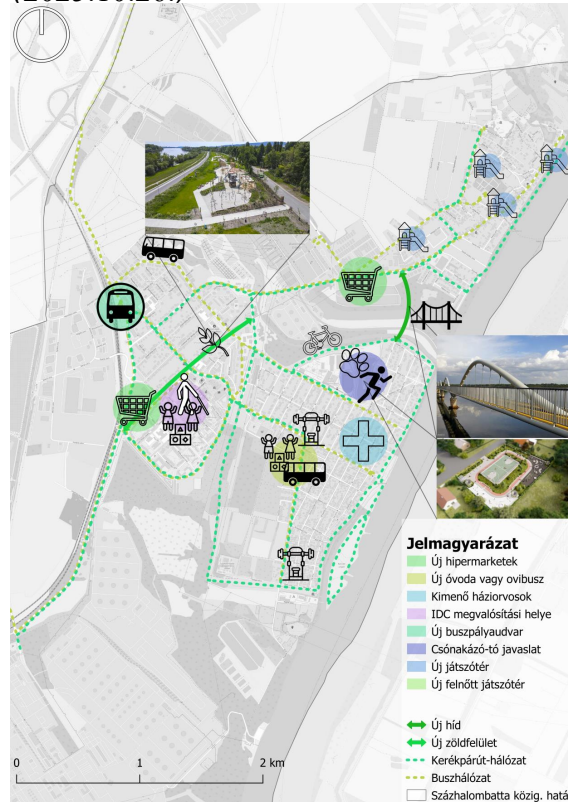 Jelmagyarázat
Új hipermarketek
Új óvoda vagy ovibusz
Kimenő háziorvosok
IDC megvalósítási helye
Új buszpályaudvar
Csónakázó-tó javaslat
Új játszótér
Új felnőtt játszótér
Új híd
Új zöldfelület
Kerékpárút-hálózat
Buszhálózat
Százhalombatta közig. hatá
0 1 2 km